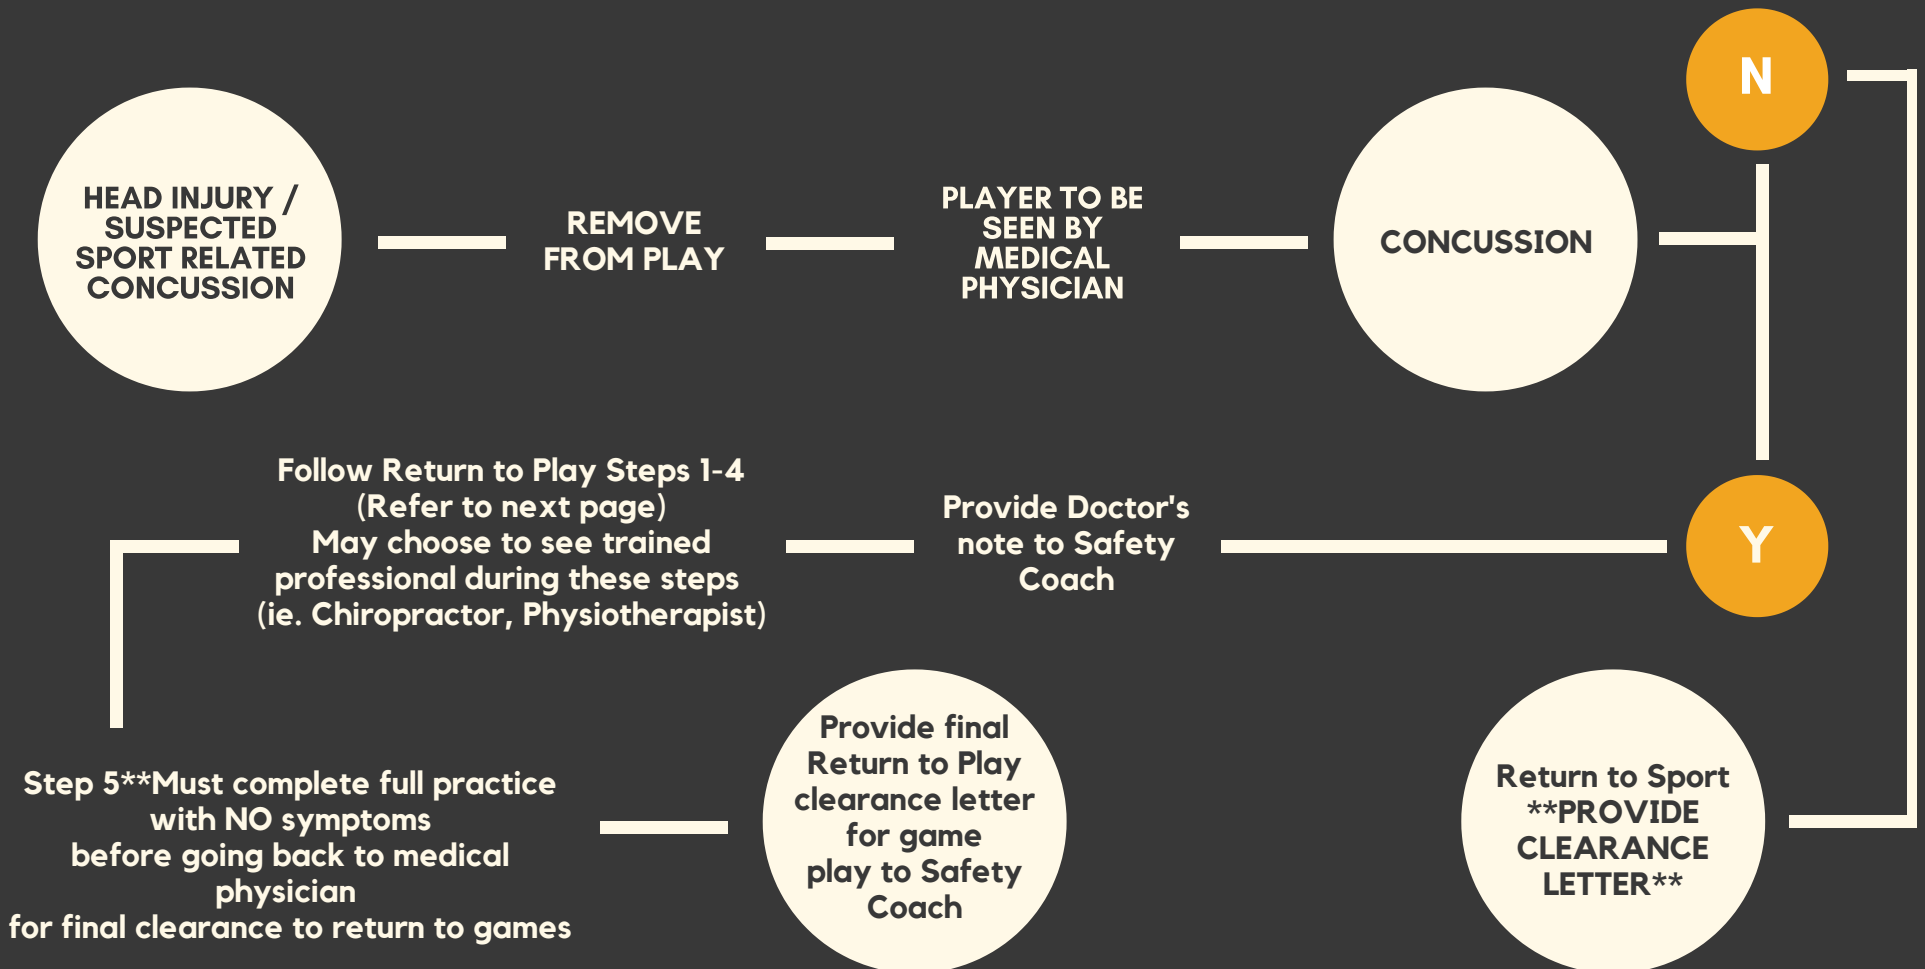 HEAD INJURY /
SUSPECTED
SPORT RELATED
CONCUSSION
REMOVE
FROM PLAY
PLAYER TO BE
SEEN BY
MEDICAL
PHYSICIAN
CONCUSSION
N
Y
Provide Doctor's
note to Safety
Coach
Follow Return to Play Steps 1-4
(Refer to next page)
May choose to see trained
professional during these steps
(ie. Chiropractor, Physiotherapist)
Step 5**Must complete full practice
with NO symptoms
before going back to medical
physician
for final clearance to return to games
Provide final
Return to Play
clearance letter
for game
play to Safety
Coach
Return to Sport
**PROVIDE
CLEARANCE
LETTER**